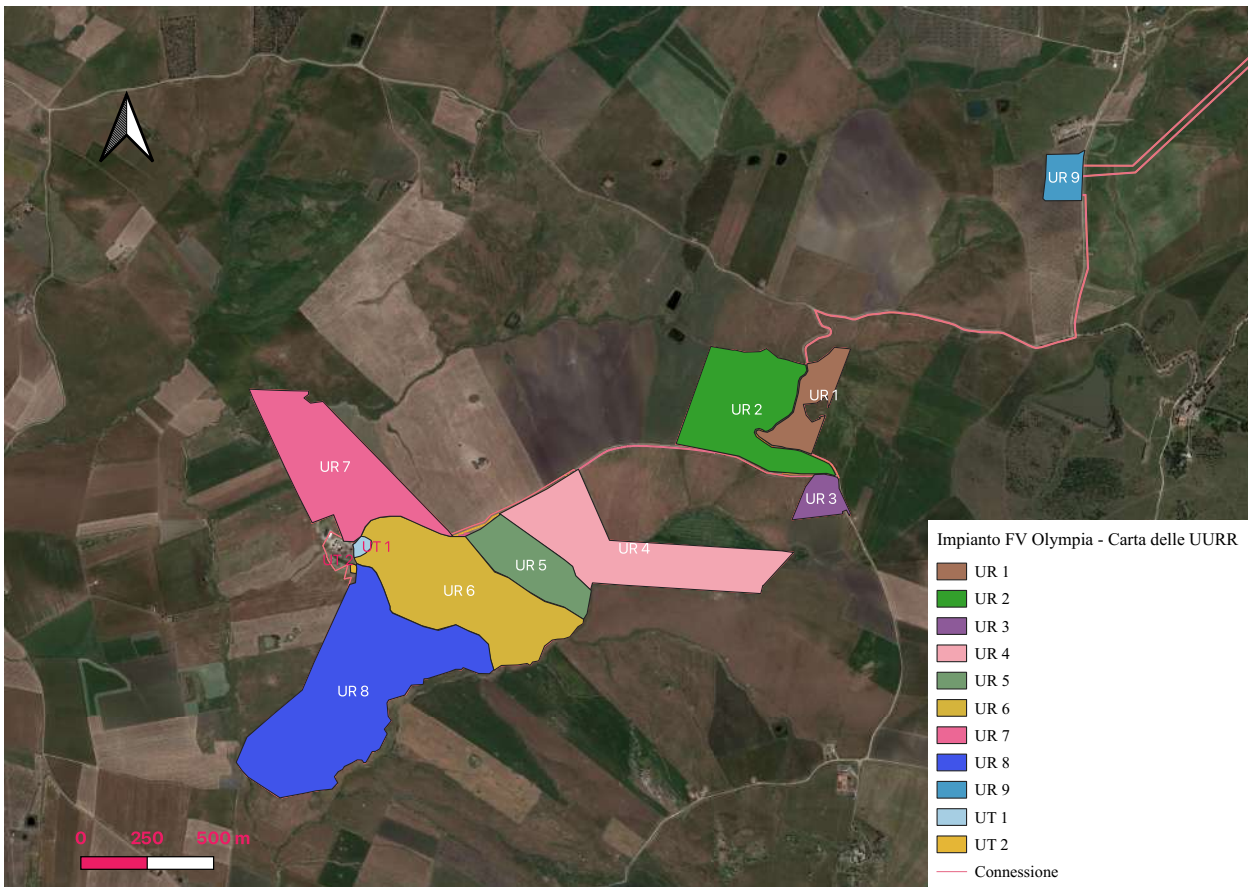 UR 9
UR 1
UR 2
UR 7
UR 3
UR 4
UT 1
UR 5
UR 6
UR 8
0 250 500 m
Impianto FV Olympia - Carta delle UURR
UR 1
UR 2
UR 3
UR 4
UR 5
UR 6
UR 7
UR 8
UR 9
UT 1
UT 2
Connessione